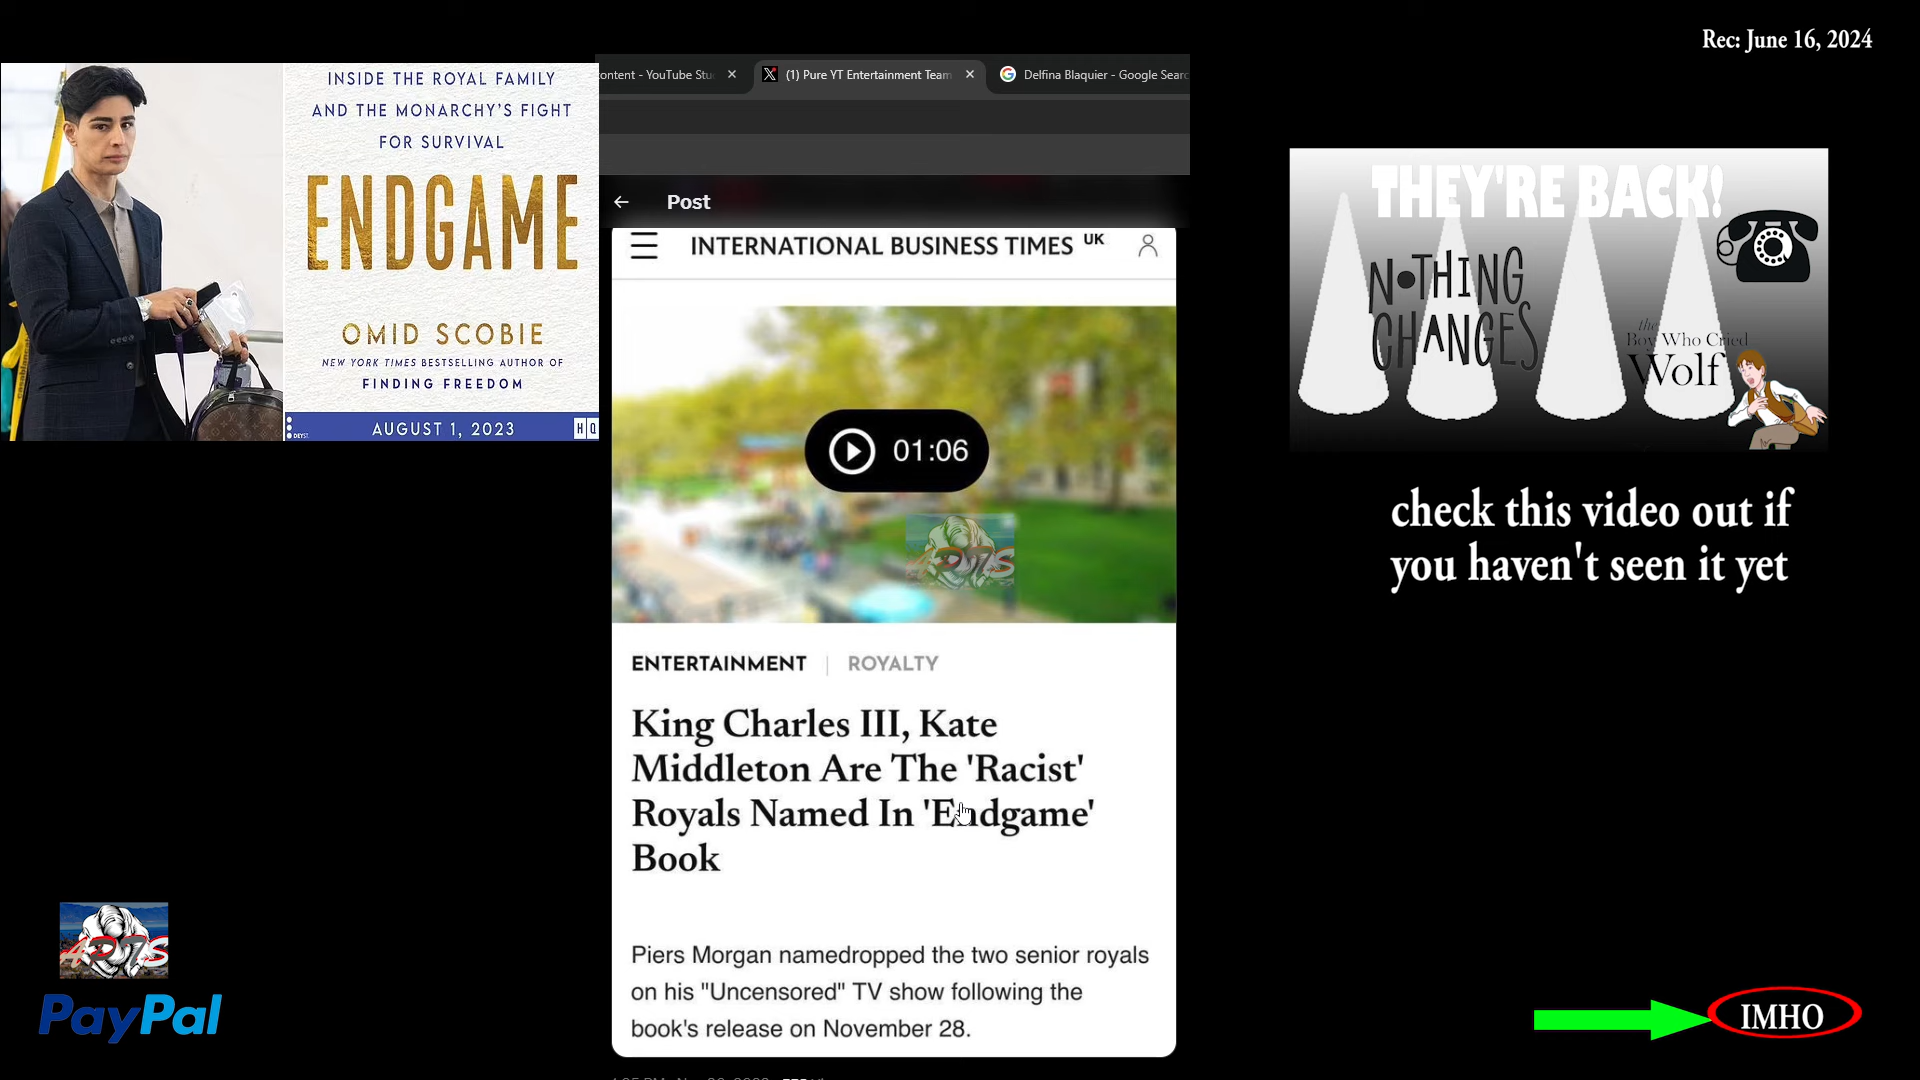 Rec: June 16, 2024
INSIDE THE ROYAL FAMILY
AND THE MONARCHY'S FIGHT
FOR SURVIVAL
ENDGAME
OMID SCOBIE
NEW YORK TIMES BESTSELLING AUTHOR OF
FINDING FREEDOM
DEYST.
AUGUST 1, 2023
HQ
ontent - YouTube Stu
(1) Pure YT Entertainment Team
Delfina Blaquier - Google Searc
Post
INTERNATIONAL BUSINESS TIMES UK
01:06
ENTERTAINMENT | ROYALTY
King Charles III, Kate
Middleton Are The 'Racist'
Royals Named In 'Endgame'
Book
Piers Morgan namedropped the two senior royals
on his "Uncensored" TV show following the
book's release on November 28.
THEY'RE BACK!
NOTHING
CHANGES
the
Boy Who Cried
Wolf
check this video out if
you haven't seen it yet
PayPal
IMHO